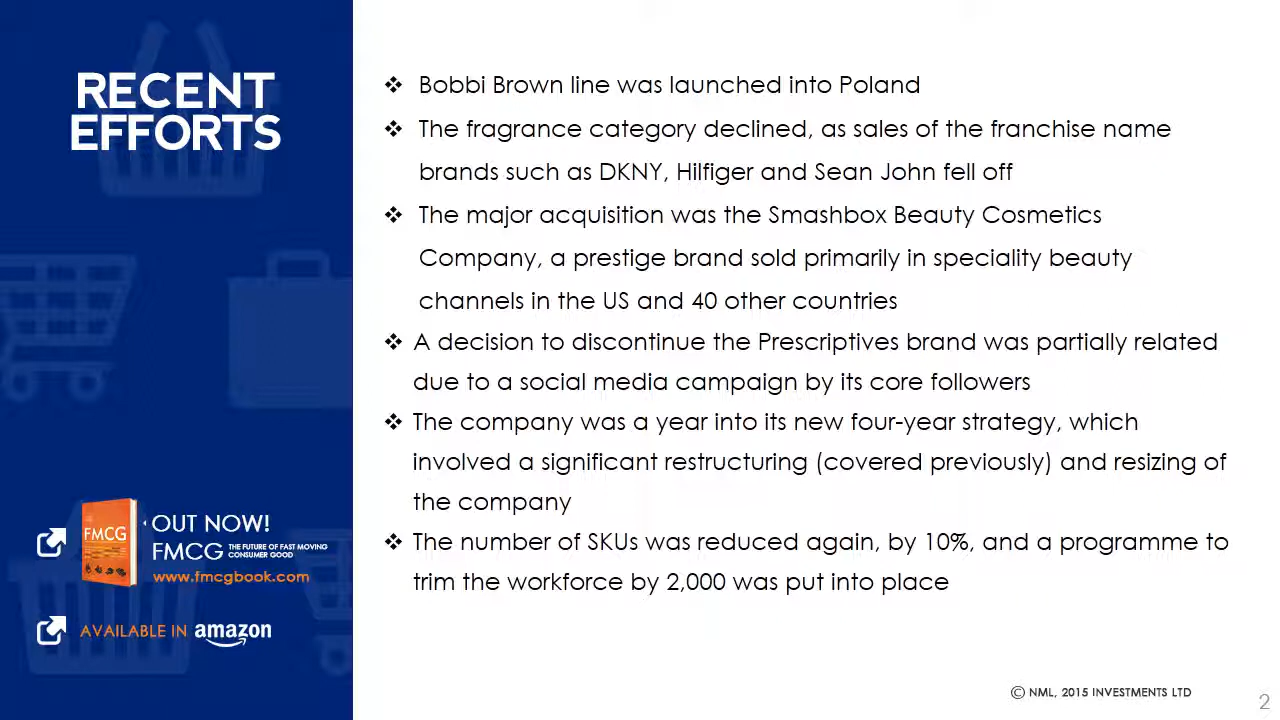 RECENT
EFFORTS
❖ Bobbi Brown line was launched into Poland
❖ The fragrance category declined, as sales of the franchise name
brands such as DKNY, Hilfiger and Sean John fell off
❖ The major acquisition was the Smashbox Beauty Cosmetics
Company, a prestige brand sold primarily in speciality beauty
channels in the US and 40 other countries
❖ A decision to discontinue the Prescriptives brand was partially related
due to a social media campaign by its core followers
❖ The company was a year into its new four-year strategy, which
involved a significant restructuring (covered previously) and resizing of
the company
❖ The number of SKUs was reduced again, by 10%, and a programme to
trim the workforce by 2,000 was put into place
FMCG
OUT NOW!
FMCG THE FUTURE OF FAST MOVING
CONSUMER GOOD
www.fmcgbook.com
AVAILABLE IN amazon
© NML, 2015 INVESTMENTS LTD
2